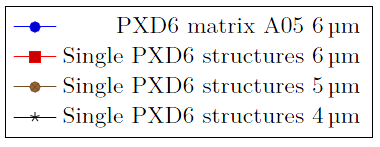 PXD6 matrix A05 6 µm
Single PXD6 structures 6 µm
Single PXD6 structures 5 µm
Single PXD6 structures 4 µm